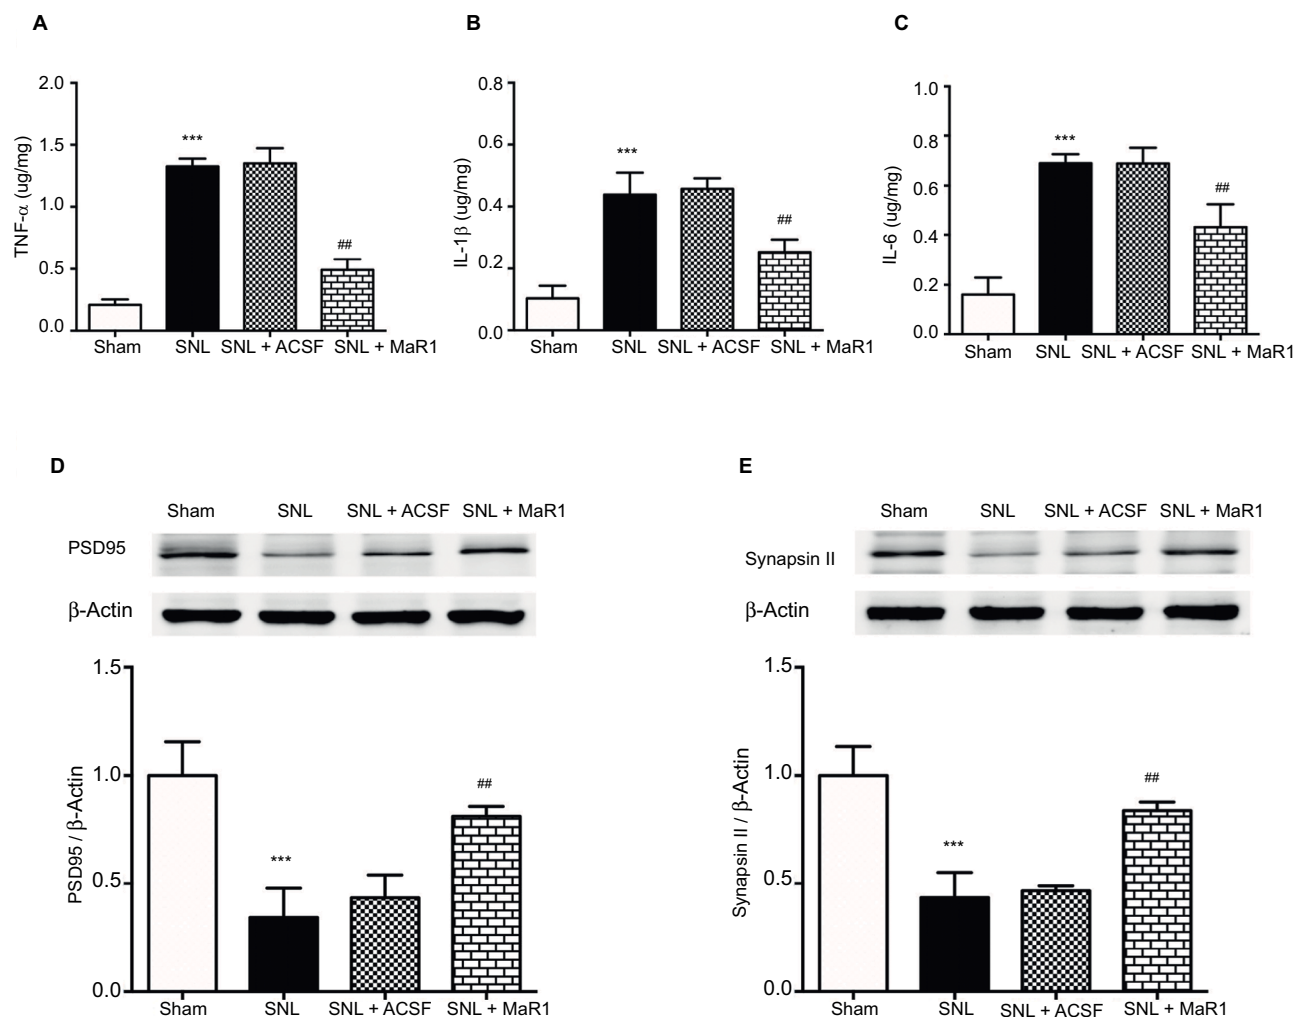 A
B
C
TNF-α (ug/mg)
2.0
1.5
1.0
0.5
0.0
***
##
Sham SNL SNL + ACSF SNL + MaR1
IL-1β (ug/mg)
0.8
0.6
0.4
0.2
0.0
***
##
Sham SNL SNL + ACSF SNL + MaR1
IL-6 (ug/mg)
1.0
0.8
0.6
0.4
0.2
0.0
***
##
Sham SNL SNL + ACSF SNL + MaR1
D
Sham SNL SNL + ACSF SNL + MaR1
PSD95
β-Actin
PSD95 / β-Actin
1.5
1.0
0.5
0.0
***
##
Sham SNL SNL + ACSF SNL + MaR1
E
Sham SNL SNL + ACSF SNL + MaR1
Synapsin II
β-Actin
Synapsin II / β-Actin
1.5
1.0
0.5
0.0
***
##
Sham SNL SNL + ACSF SNL + MaR1